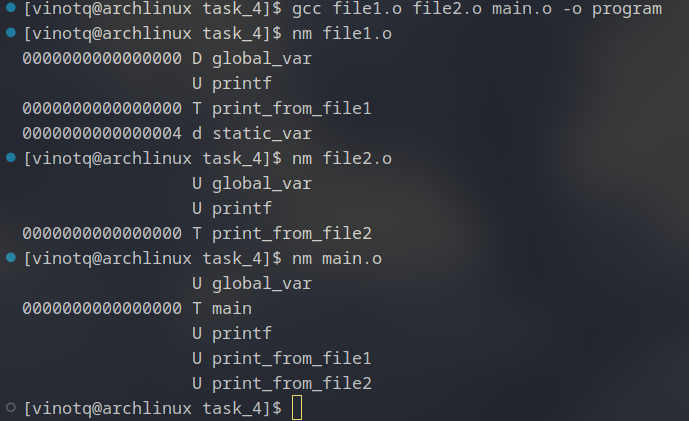 [vinotq@archlinux task_4]$ gcc file1.o file2.o main.o -o program
[vinotq@archlinux task_4]$ nm file1.o
0000000000000000 D global_var
                 U printf
0000000000000000 T print_from_file1
0000000000000004 d static_var
[vinotq@archlinux task_4]$ nm file2.o
                 U global_var
                 U printf
0000000000000000 T print_from_file2
[vinotq@archlinux task_4]$ nm main.o
                 U global_var
0000000000000000 T main
                 U printf
                 U print_from_file1
                 U print_from_file2
[vinotq@archlinux task_4]$